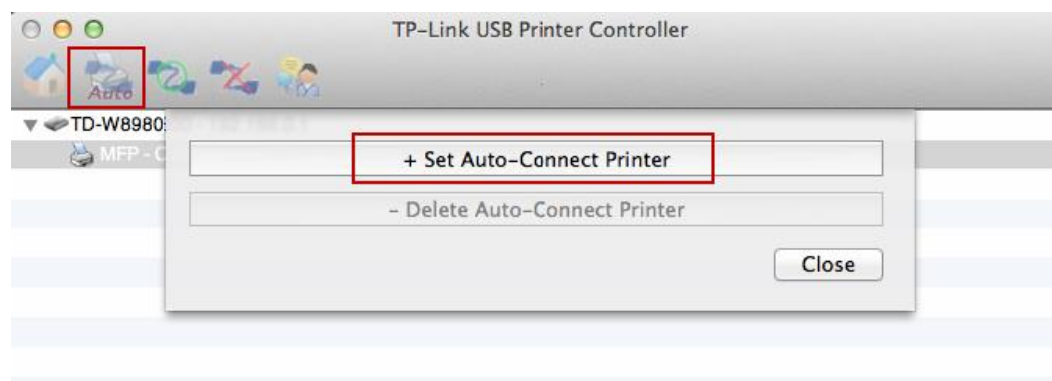 TP-Link USB Printer Controller
Auto
TD-W8980
+ Set Auto-Connect Printer
MFP - C
- Delete Auto-Connect Printer
Close